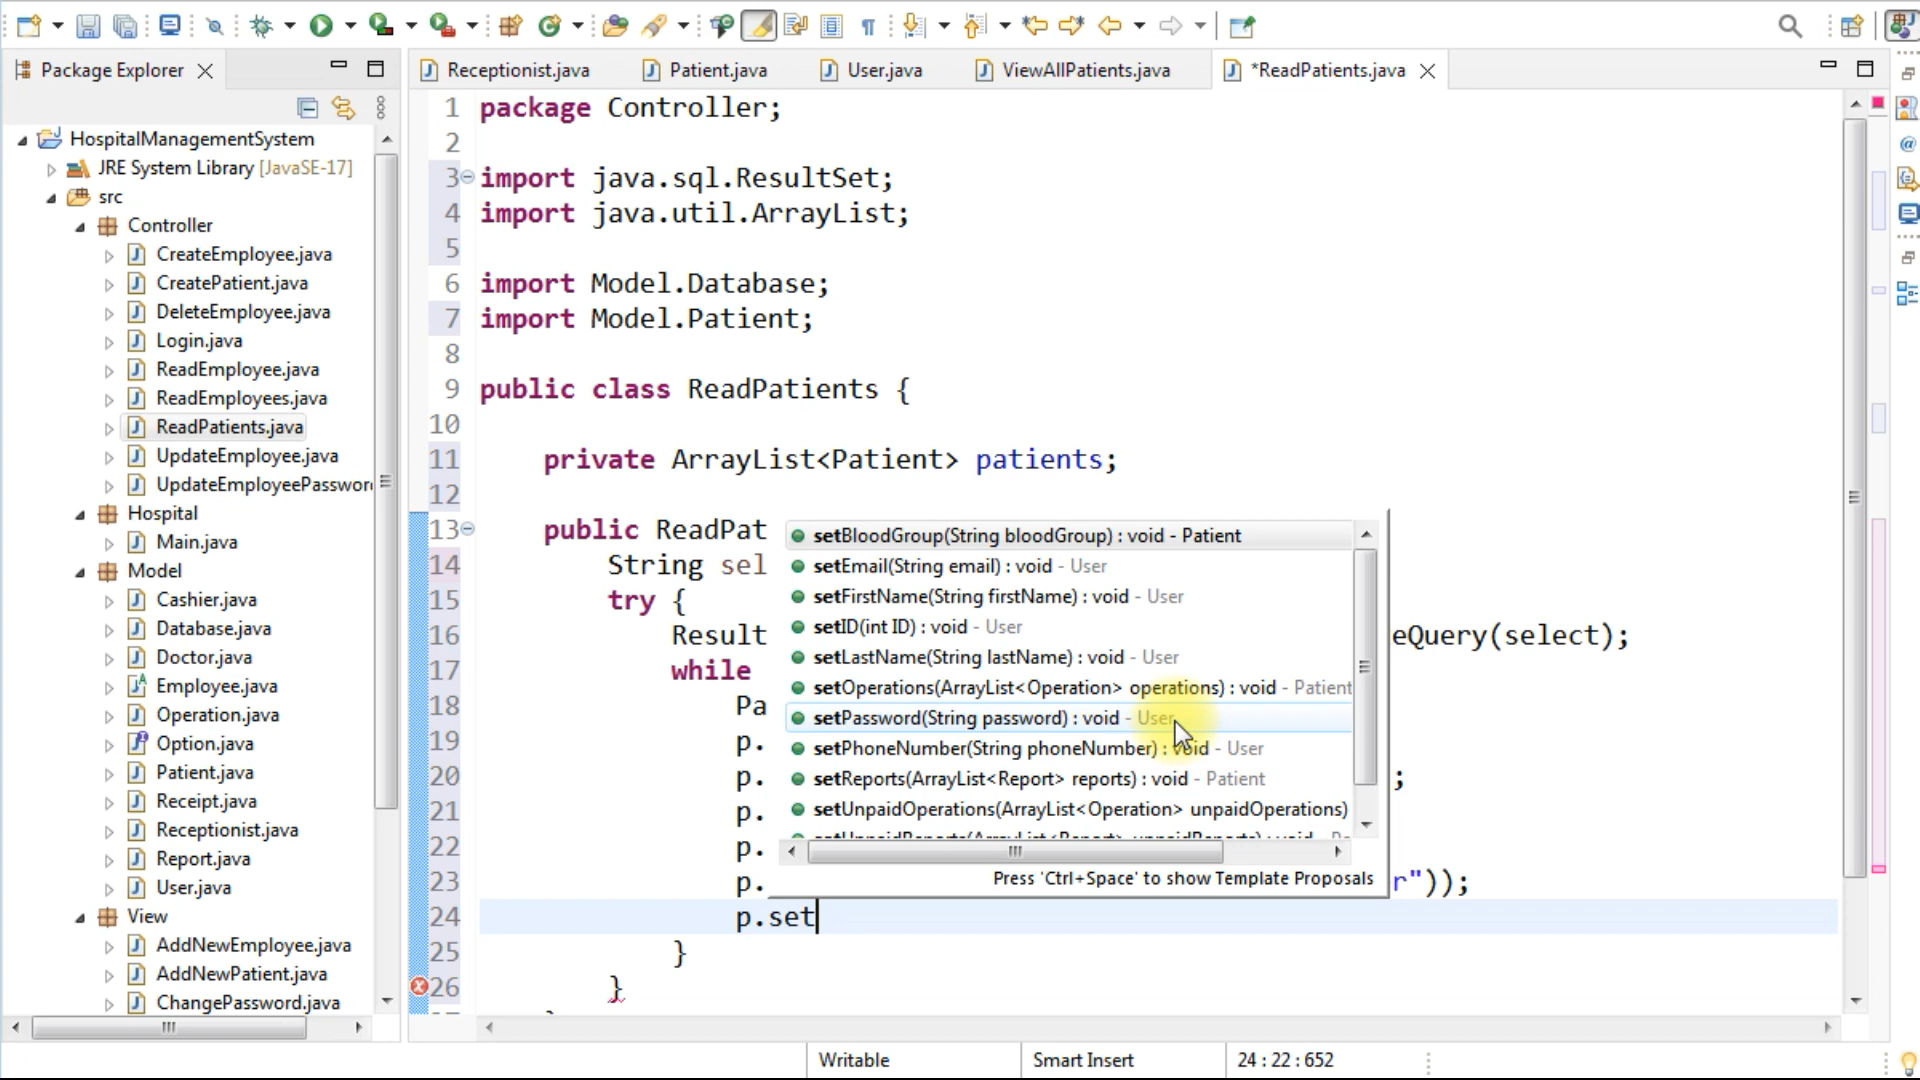 Package Explorer
Receptionist.java
Patient.java
User.java
ViewAllPatients.java
*ReadPatients.java
HospitalManagementSystem
JRE System Library [JavaSE-17]
src
Controller
CreateEmployee.java
CreatePatient.java
DeleteEmployee.java
Login.java
ReadEmployee.java
ReadEmployees.java
ReadPatients.java
UpdateEmployee.java
UpdateEmployeePassword
Hospital
Main.java
Model
Cashier.java
Database.java
Doctor.java
Employee.java
Operation.java
Option.java
Patient.java
Receipt.java
Receptionist.java
Report.java
User.java
View
AddNewEmployee.java
AddNewPatient.java
ChangePassword.java
1 package Controller;
2
3 import java.sql.ResultSet;
4 import java.util.ArrayList;
5
6 import Model.Database;
7 import Model.Patient;
8
9 public class ReadPatients {
10
11 private ArrayList<Patient> patients;
12
13 public ReadPat
14 String sel
15 try {
16 Result eQuery(select);
17 while
18 Pa
19 p.
20 p. ;
21 p.
22 p.
23 p. r"));
24 p.set
25 }
26 }
setBloodGroup(String bloodGroup) : void - Patient
setEmail(String email) : void - User
setFirstName(String firstName) : void - User
setID(int ID) : void - User
setLastName(String lastName) : void - User
setOperations(ArrayList<Operation> operations) : void - Patient
setPassword(String password) : void - User
setPhoneNumber(String phoneNumber) : void - User
setReports(ArrayList<Report> reports) : void - Patient
setUnpaidOperations(ArrayList<Operation> unpaidOperations)
Press 'Ctrl+Space' to show Template Proposals
Writable
Smart Insert
24 : 22 : 652